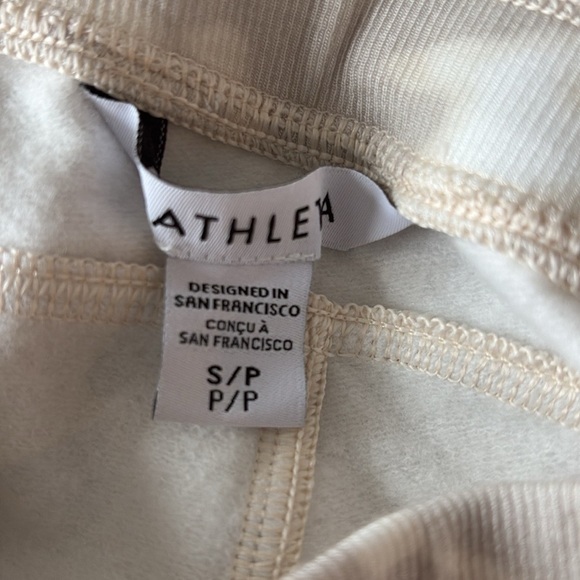 ATHLETA
DESIGNED IN
SAN FRANCISCO
CONÇU À
SAN FRANCISCO
S/P
P/P